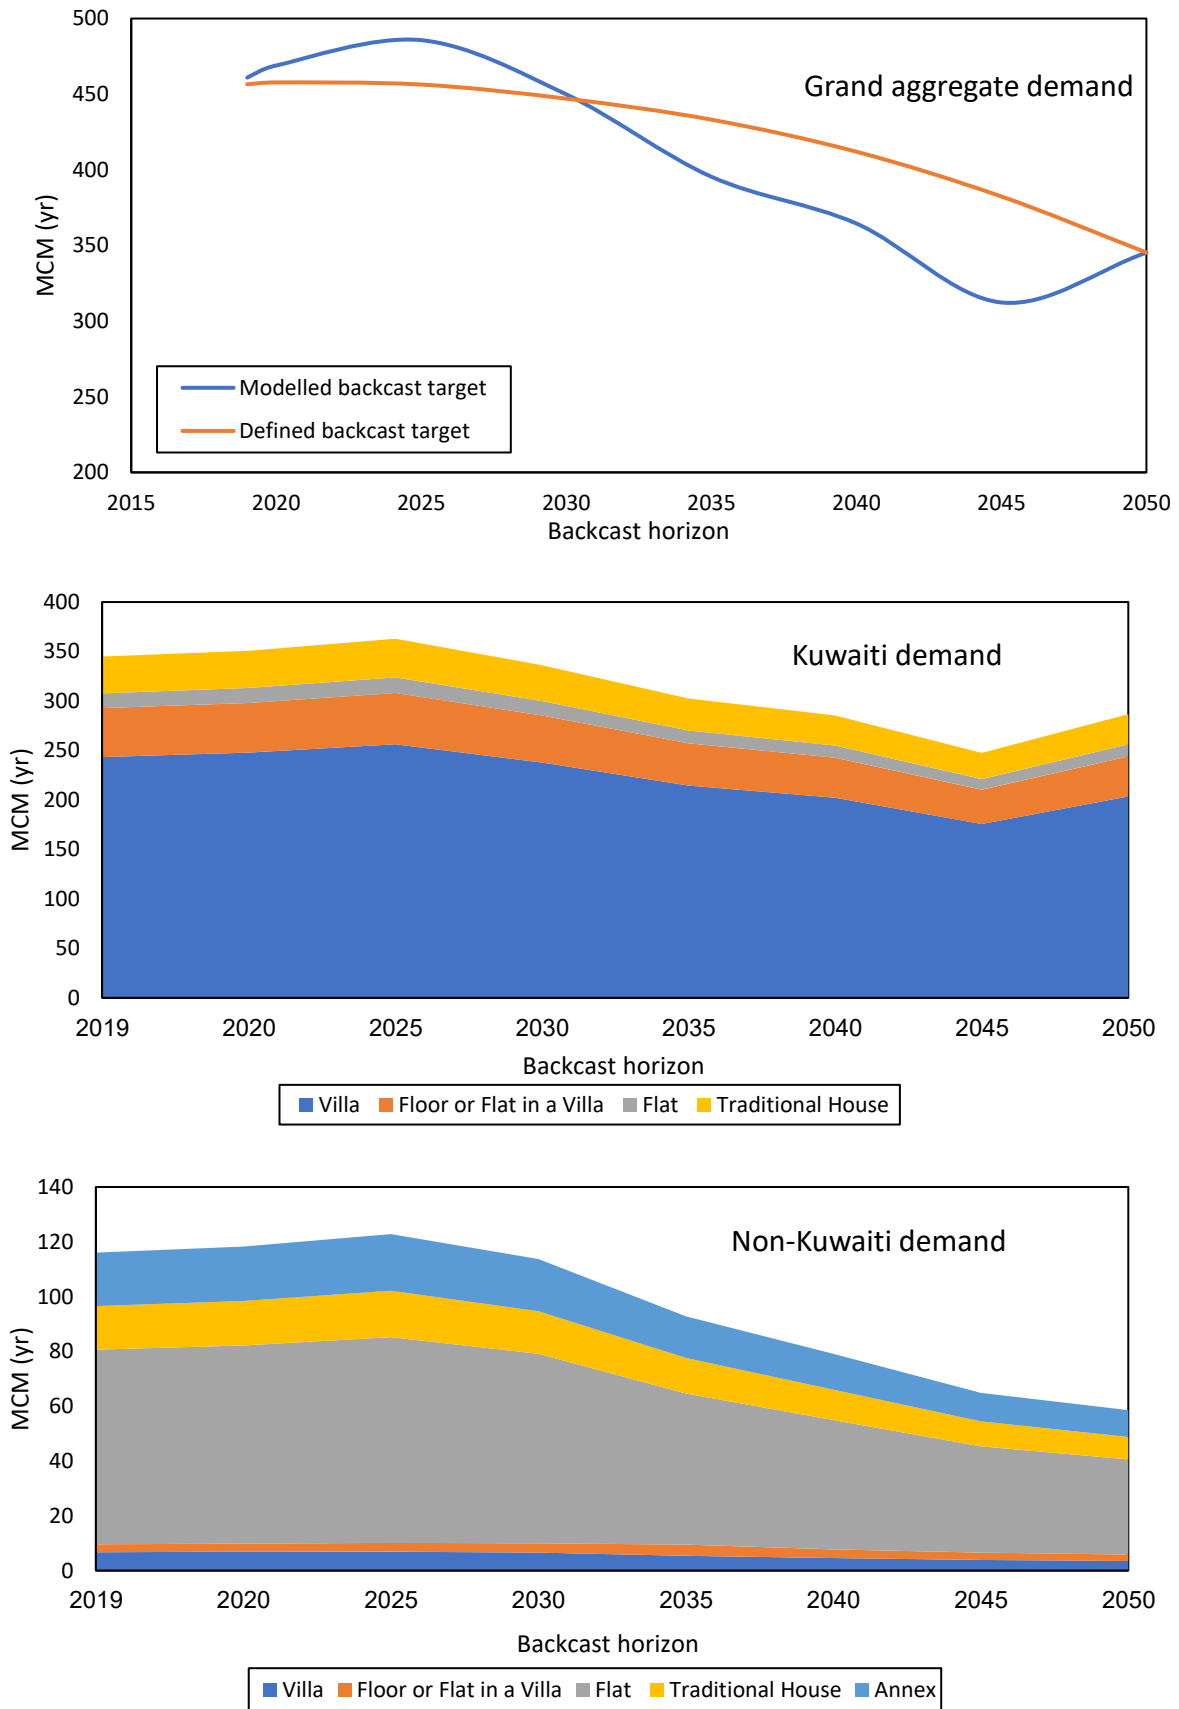 500
450
400
350
300
250
200
MCM (yr)
Grand aggregate demand
Modelled backcast target
Defined backcast target
2015 2020 2025 2030 2035 2040 2045 2050
Backcast horizon
400
350
300
250
200
150
100
50
0
MCM (yr)
Kuwaiti demand
2019 2020 2025 2030 2035 2040 2045 2050
Backcast horizon
Villa Floor or Flat in a Villa Flat Traditional House
140
120
100
80
60
40
20
0
MCM (yr)
Non-Kuwaiti demand
2019 2020 2025 2030 2035 2040 2045 2050
Backcast horizon
Villa Floor or Flat in a Villa Flat Traditional House Annex